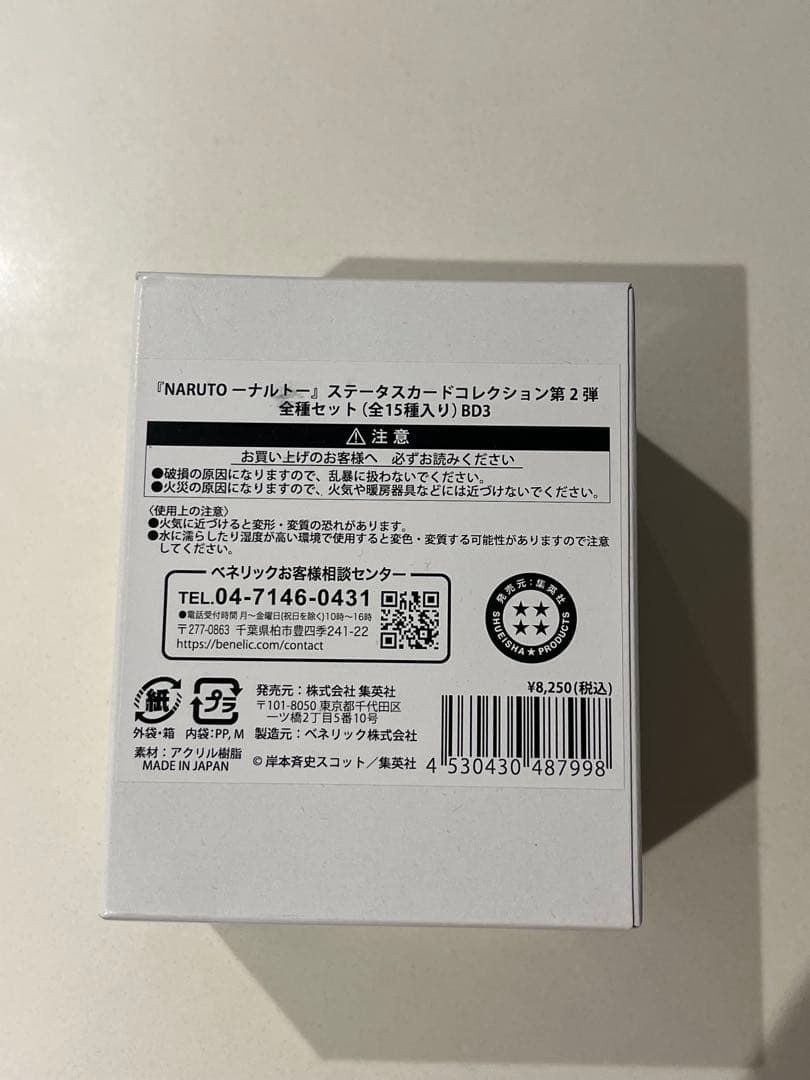 『NARUTO ーナルトー』ステータスカードコレクション第2弾
全種セット（全15種入り）BD3
注意
お買い上げのお客様へ　必ずお読みください
●破損の原因になりますので、乱暴に扱わないでください。
●火災の原因になりますので、火気や暖房器具などには近づけないでください。
〈使用上の注意〉
●火気に近づけると変形・変質の恐れがあります。
●水に濡らしたり湿度が高い環境で使用すると変色・変質する可能性がありますので注意
してください。
ベネリックお客様相談センター
TEL.04-7146-0431
●電話受付時間 月～金曜日(祝日を除く)10時～16時
〒277-0863 千葉県柏市豊四季241-22
https://benelic.com/contact
発売元：集英社
SHUEISHA★PRODUCTS
¥8,250(税込)
紙
外袋・箱
プラ
内袋:PP, M
素材：アクリル樹脂
MADE IN JAPAN
発売元：株式会社 集英社
〒101-8050 東京都千代田区
一ツ橋2丁目5番10号
製造元：ベネリック株式会社
© 岸本斉史スコット／集英社
4 530430 487998